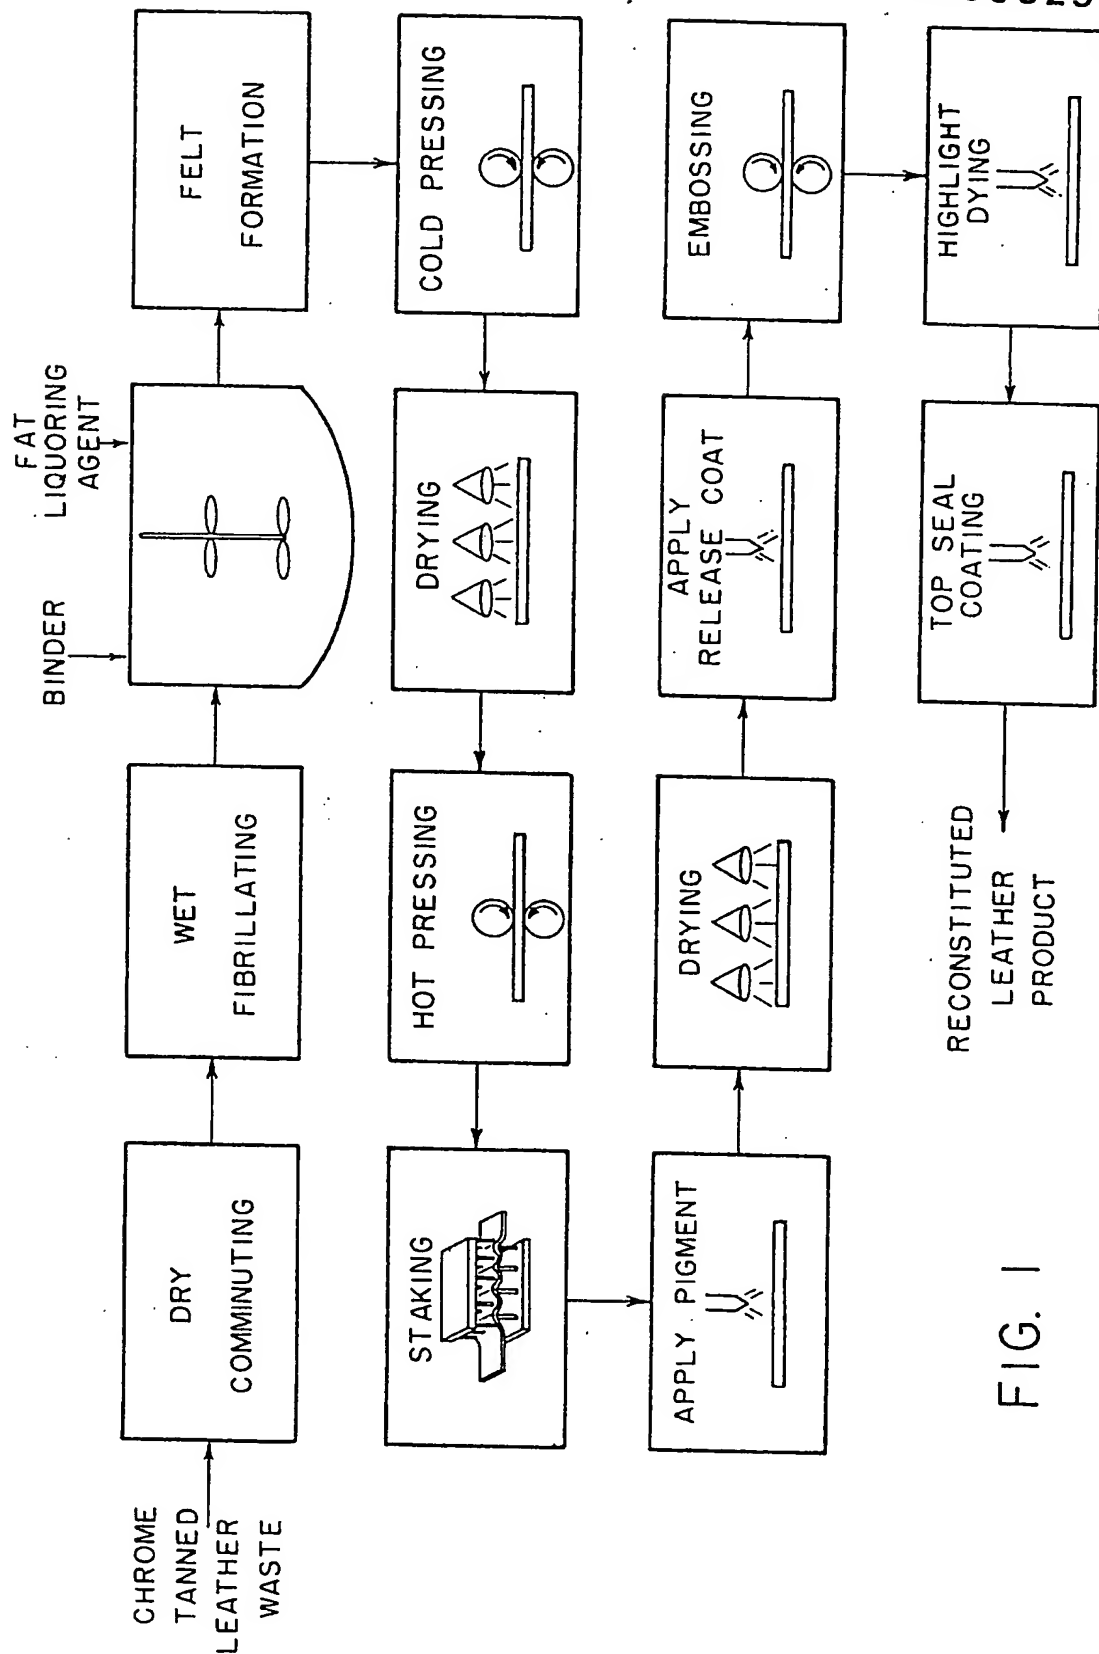 CHROME
TANNED
LEATHER
WASTE
DRY
COMMINUTING
WET
FIBRILLATING
BINDER
FAT
LIQUORING
AGENT
FELT
FORMATION
COLD PRESSING
DRYING
HOT PRESSING
STAKING
APPLY PIGMENT
DRYING
APPLY
RELEASE COAT
EMBOSSING
HIGHLIGHT
DYING
TOP SEAL
COATING
RECONSTITUTED
LEATHER
PRODUCT
FIG. 1